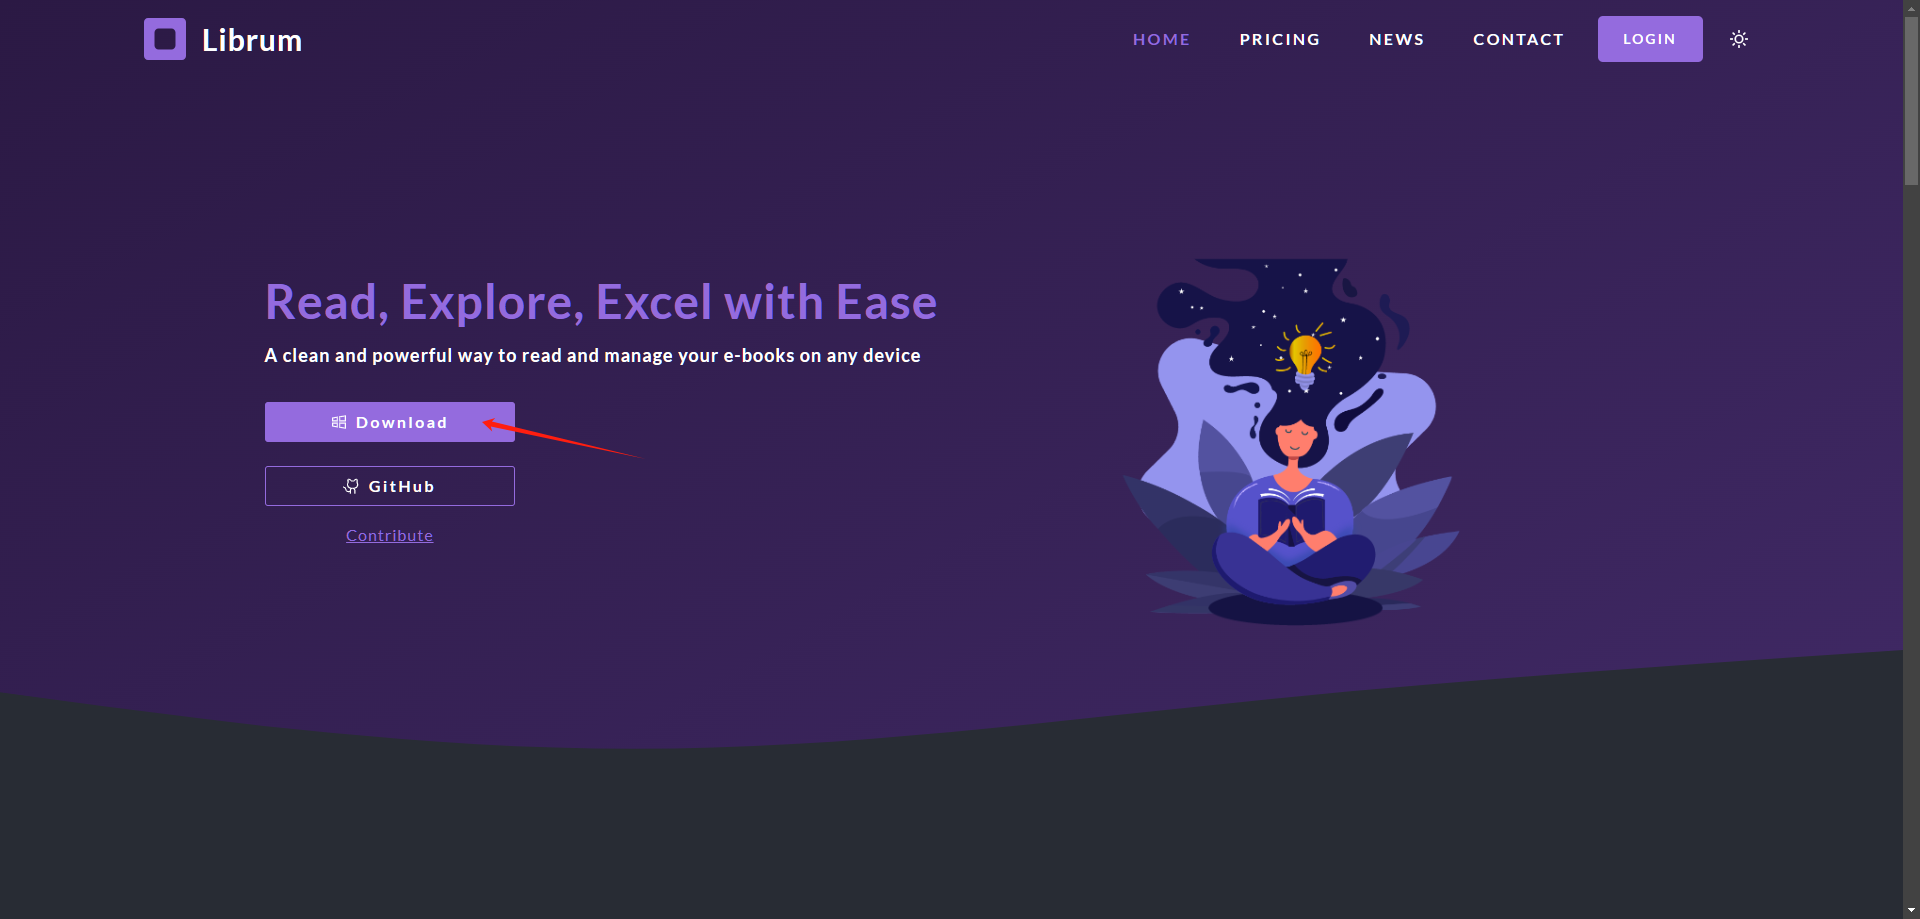 Librum
HOME
PRICING
NEWS
CONTACT
LOGIN
Read, Explore, Excel with Ease
A clean and powerful way to read and manage your e-books on any device
Download
GitHub
Contribute